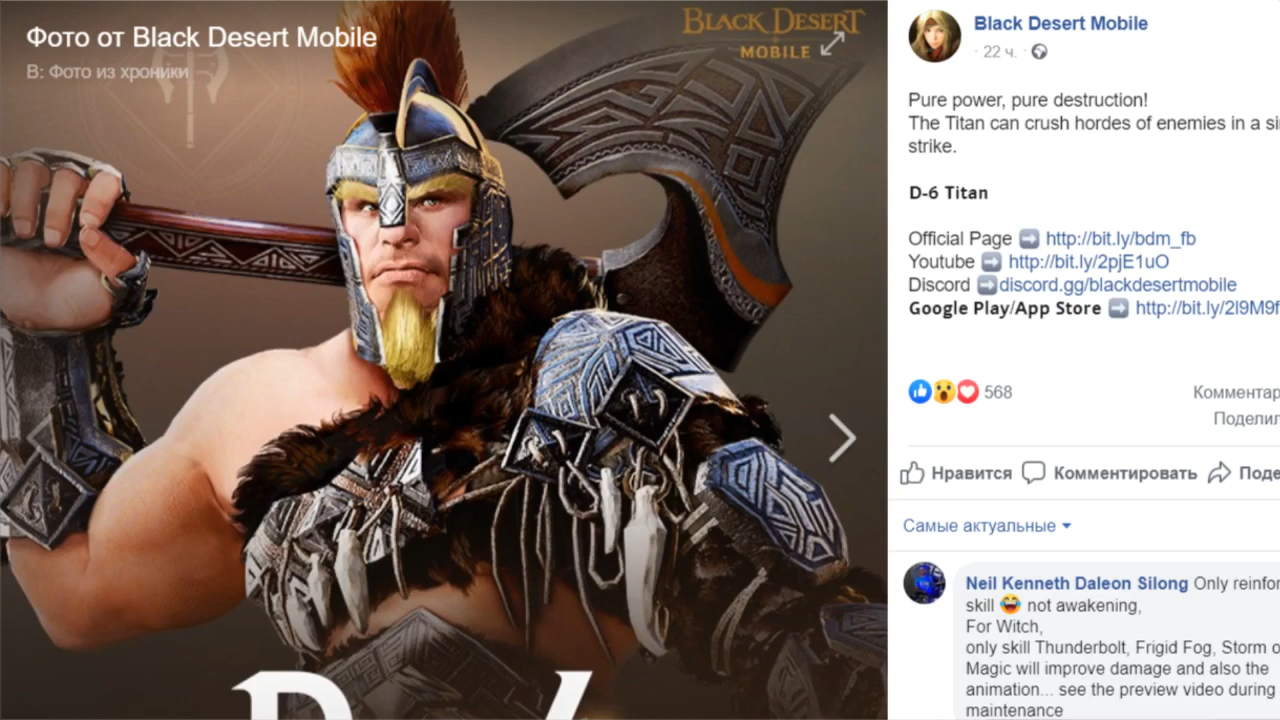 Фото от Black Desert Mobile
В: Фото из хроники
BLACK DESERT
MOBILE
Black Desert Mobile
· 22 ч. ·
Pure power, pure destruction!
The Titan can crush hordes of enemies in a si
strike.
D-6 Titan
Official Page ➡ http://bit.ly/bdm_fb
Youtube ➡ http://bit.ly/2pjE1uO
Discord ➡discord.gg/blackdesertmobile
Google Play/App Store ➡ http://bit.ly/2l9M9f
568
Комментар
Поделил
Нравится Комментировать Поде
Самые актуальные
Neil Kenneth Daleon Silong Only reinfor
skill 😂 not awakening,
For Witch,
only skill Thunderbolt, Frigid Fog, Storm o
Magic will improve damage and also the
animation... see the preview video during
maintenance